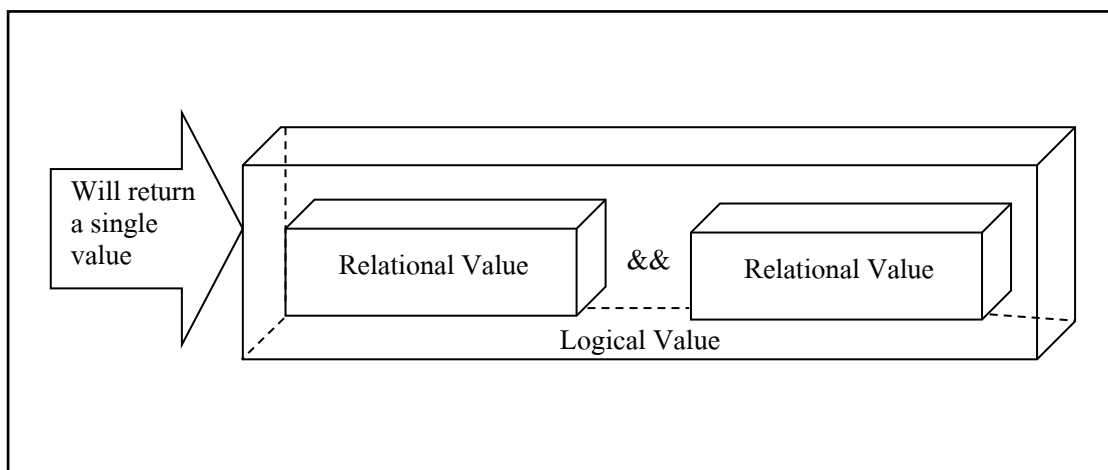 Will return
a single
value
Relational Value
&&
Relational Value
Logical Value